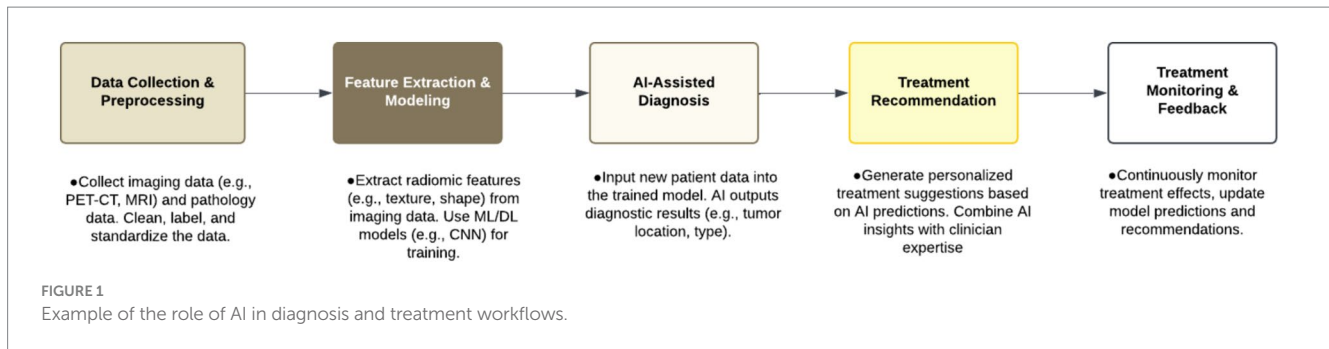 Data Collection &
Preprocessing
Feature Extraction &
Modeling
AI-Assisted
Diagnosis
Treatment
Recommendation
Treatment
Monitoring &
Feedback
●Collect imaging data (e.g.,
PET-CT, MRI) and pathology
data. Clean, label, and
standardize the data.
●Extract radiomic features
(e.g., texture, shape) from
imaging data. Use ML/DL
models (e.g., CNN) for
training.
●Input new patient data into
the trained model. AI outputs
diagnostic results (e.g., tumor
location, type).
●Generate personalized
treatment suggestions based
on AI predictions. Combine AI
insights with clinician
expertise
●Continuously monitor
treatment effects, update
model predictions and
recommendations.
FIGURE 1
Example of the role of AI in diagnosis and treatment workflows.